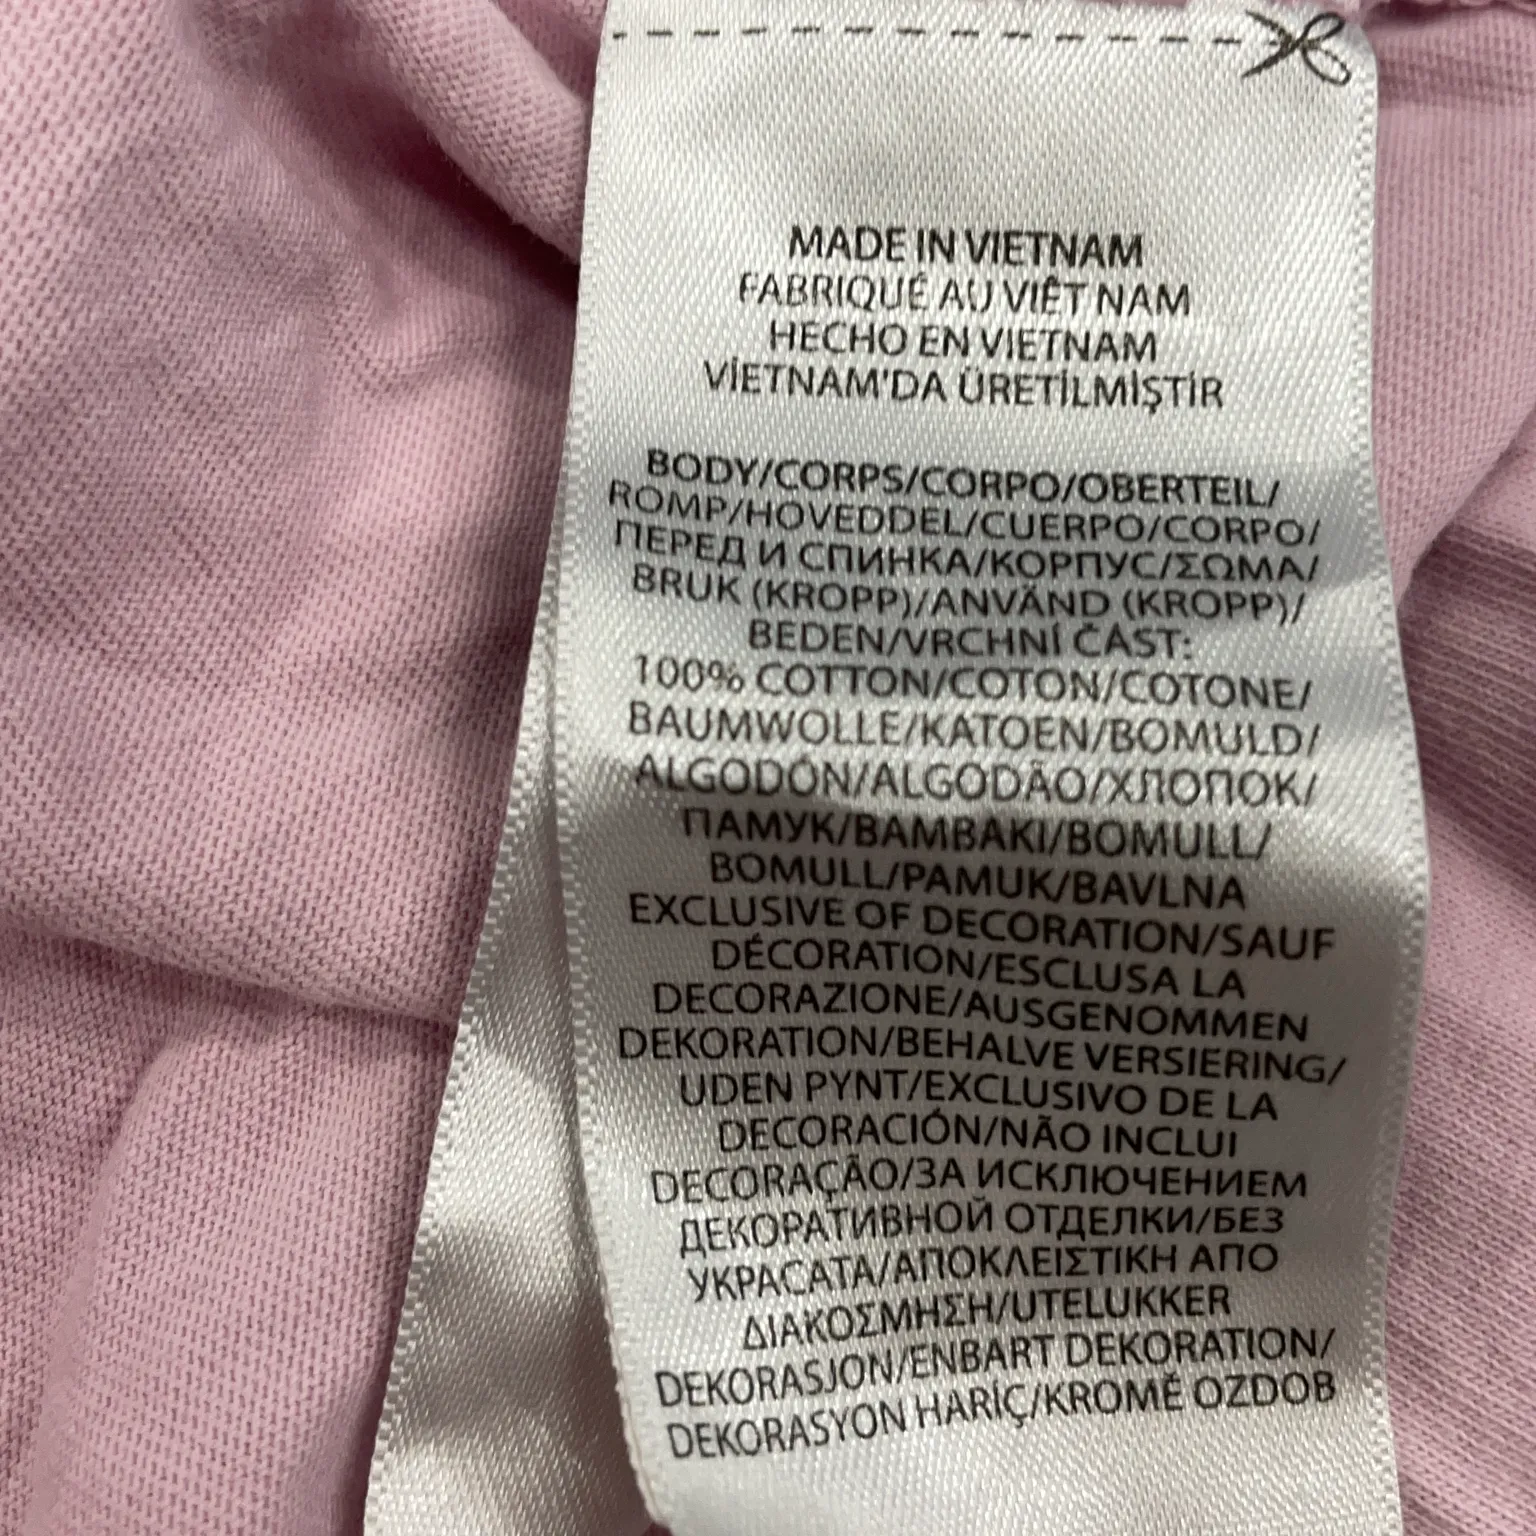 MADE IN VIETNAM
FABRIQUÉ AU VIÊT NAM
HECHO EN VIETNAM
VİETNAM'DA ÜRETİLMİŞTİR
BODY/CORPS/CORPO/OBERTEIL/
ROMP/HOVEDDEL/CUERPO/CORPO/
ПЕРЕД И СПИНКА/КОРПУС/ΣΩΜΑ/
BRUK (KROPP)/ANVÄND (KROPP)/
BEDEN/VRCHNÍ ČÁST:
100% COTTON/COTON/COTONE/
BAUMWOLLE/KATOEN/BOMULD/
ALGODÓN/ALGODÃO/ХЛОПОК/
ПАМУК/BAMBAKI/BOMULL/
BOMULL/PAMUK/BAVLNA
EXCLUSIVE OF DECORATION/SAUF
DÉCORATION/ESCLUSA LA
DECORAZIONE/AUSGENOMMEN
DEKORATION/BEHALVE VERSIERING/
UDEN PYNT/EXCLUSIVO DE LA
DECORACIÓN/NÃO INCLUI
DECORAÇÃO/ЗА ИСКЛЮЧЕНИЕМ
ДЕКОРАТИВНОЙ ОТДЕЛКИ/БЕЗ
УКРАСАТА/ΑΠΟΚΛΕΙΣΤΙΚΗ ΑΠΟ
ΔΙΑΚΟΣΜΗΣΗ/UTELUKKER
DEKORASJON/ENBART DEKORATION/
DEKORASYON HARİÇ/KROMĚ OZDOB